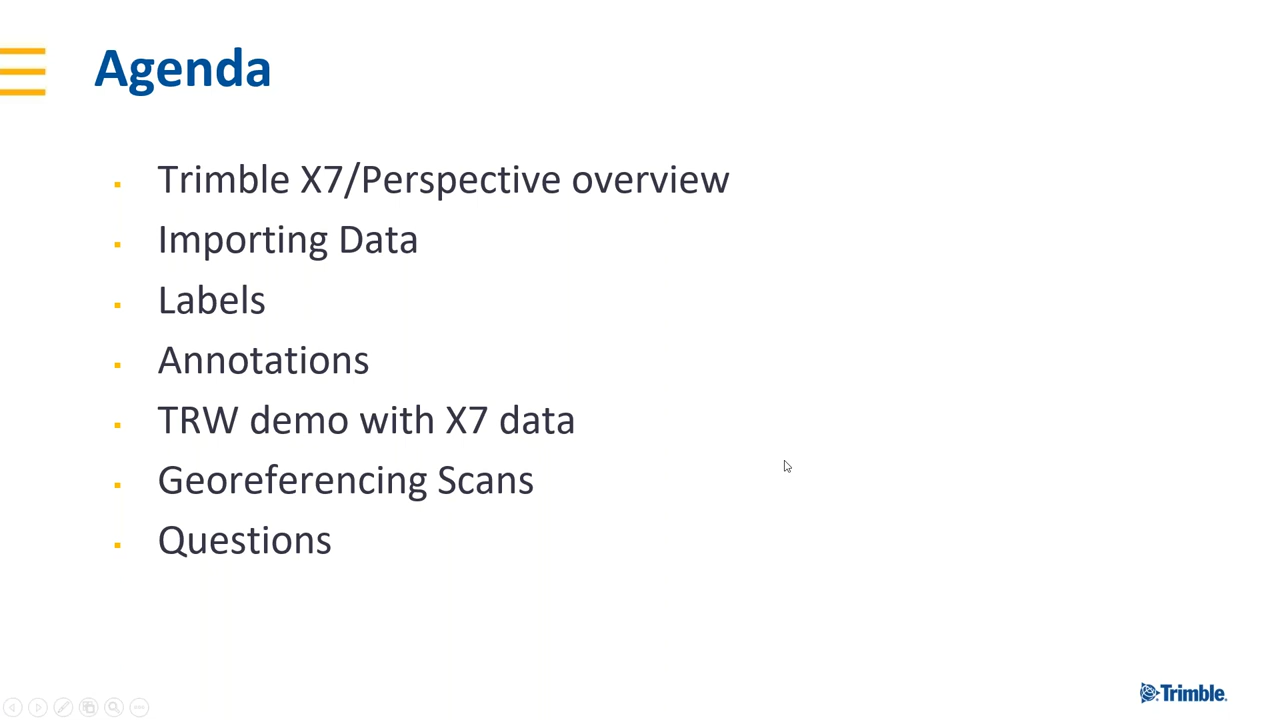 Agenda
Trimble X7/Perspective overview
Importing Data
Labels
Annotations
TRW demo with X7 data
Georeferencing Scans
Questions
Trimble.